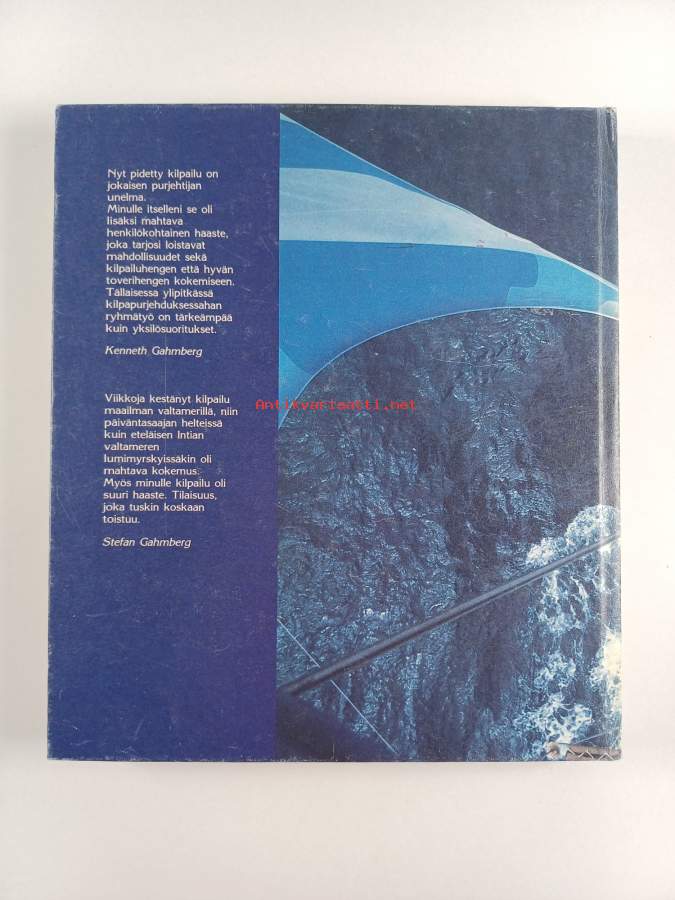 Nyt pidetty kilpailu on
jokaisen purjehtijan
unelma.
Minulle itselleni se oli
lisäksi mahtava
henkilökohtainen haaste,
joka tarjosi loistavat
mahdollisuudet sekä
kilpailuhengen että hyvän
toverihengen kokemiseen.
Tällaisessa ylipitkässä
kilpapurjehduksessahan
ryhmätyö on tärkeämpää
kuin yksilösuoritukset.
Kenneth Gahmberg
Viikkoja kestänyt kilpailu
maailman valtamerillä, niin
päiväntasaajan helteissä
kuin eteläisen Intian
valtameren
lumimyrskyissäkin oli
mahtava kokemus.
Myös minulle kilpailu oli
suuri haaste. Tilaisuus,
joka tuskin koskaan
toistuu.
Stefan Gahmberg
Antikvariaatti.net